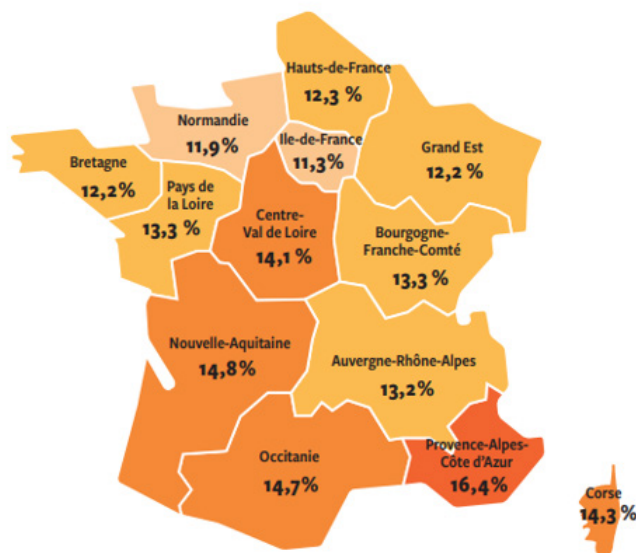 Hauts-de-France
12,3 %
Normandie
11,9%
Ile-de-France
11,3%
Grand Est
12,2 %
Bretagne
12,2%
Pays de
la Loire
13,3 %
Centre-
Val de Loire
14,1 %
Bourgogne-
Franche-Comté
13,3 %
Nouvelle-Aquitaine
14,8%
Auvergne-Rhône-Alpes
13,2%
Occitanie
14,7%
Provence-Alpes-
Côte d'Azur
16,4%
Corse
14,3 %